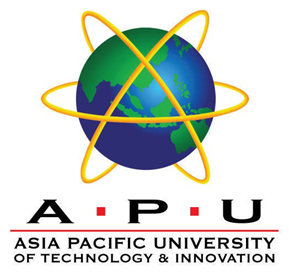 A · P · U
ASIA PACIFIC UNIVERSITY
OF TECHNOLOGY & INNOVATION